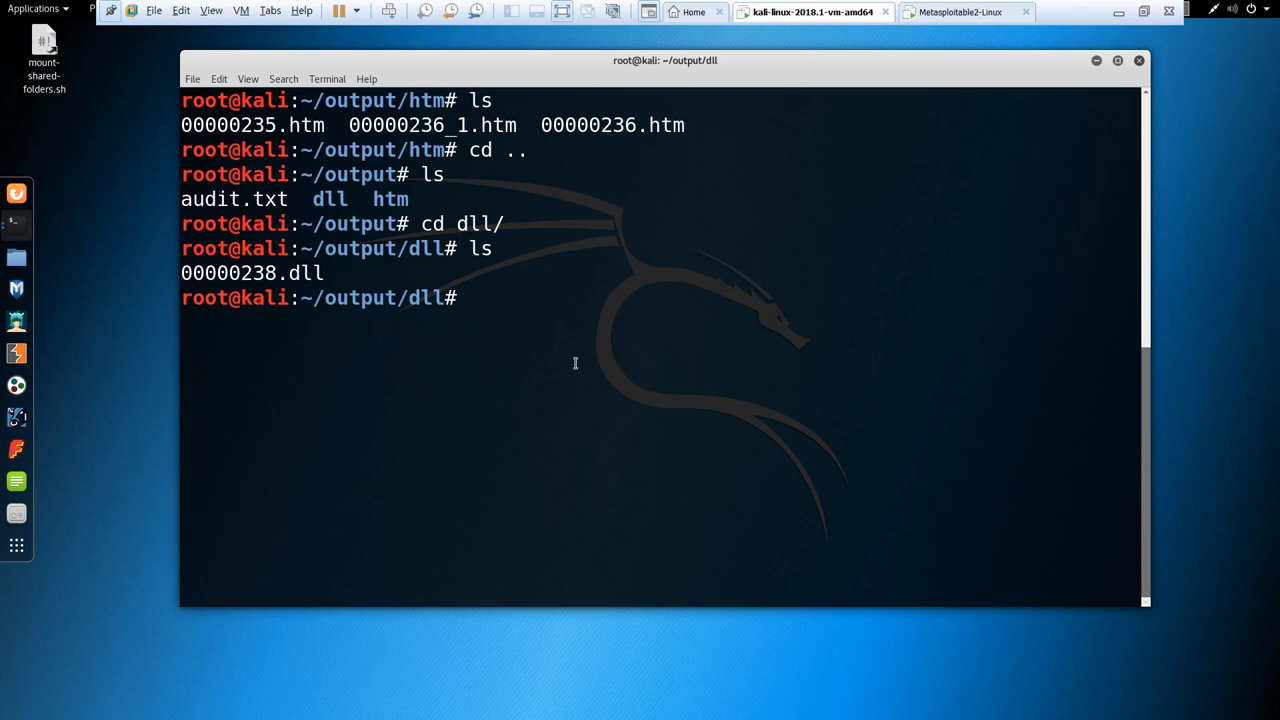 Applications
File Edit View VM Tabs Help
Home
kali-linux-2018.1-vm-amd64
Metasploitable2-Linux
#!
mount-
shared-
folders.sh
root@kali: ~/output/dll
File Edit View Search Terminal Help
root@kali:~/output/htm# ls
00000235.htm 00000236_1.htm 00000236.htm
root@kali:~/output/htm# cd ..
root@kali:~/output# ls
audit.txt dll htm
root@kali:~/output# cd dll/
root@kali:~/output/dll# ls
00000238.dll
root@kali:~/output/dll#